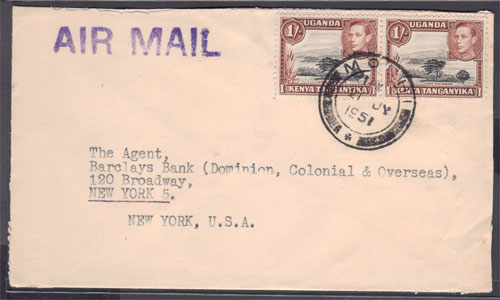 AIR MAIL
1/- UGANDA
KENYA TANGANYIKA
1/- UGANDA
KENYA TANGANYIKA
1951
The Agent,
Barclays Bank (Dominion, Colonial & Overseas),
120 Broadway,
NEW YORK 5.
NEW YORK, U.S.A.